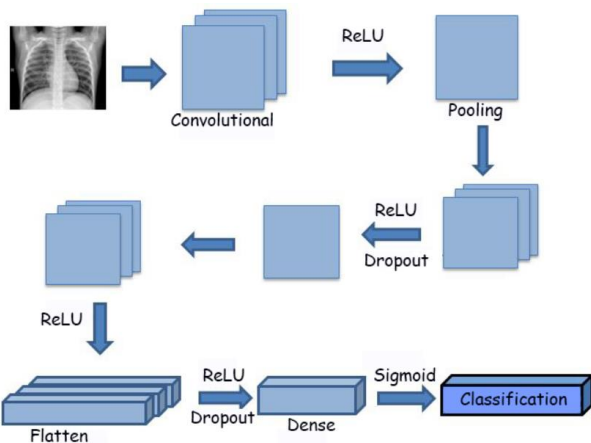 ReLU
Convolutional
Pooling
ReLU
Dropout
ReLU
ReLU
Dropout
Sigmoid
Classification
Flatten
Dense